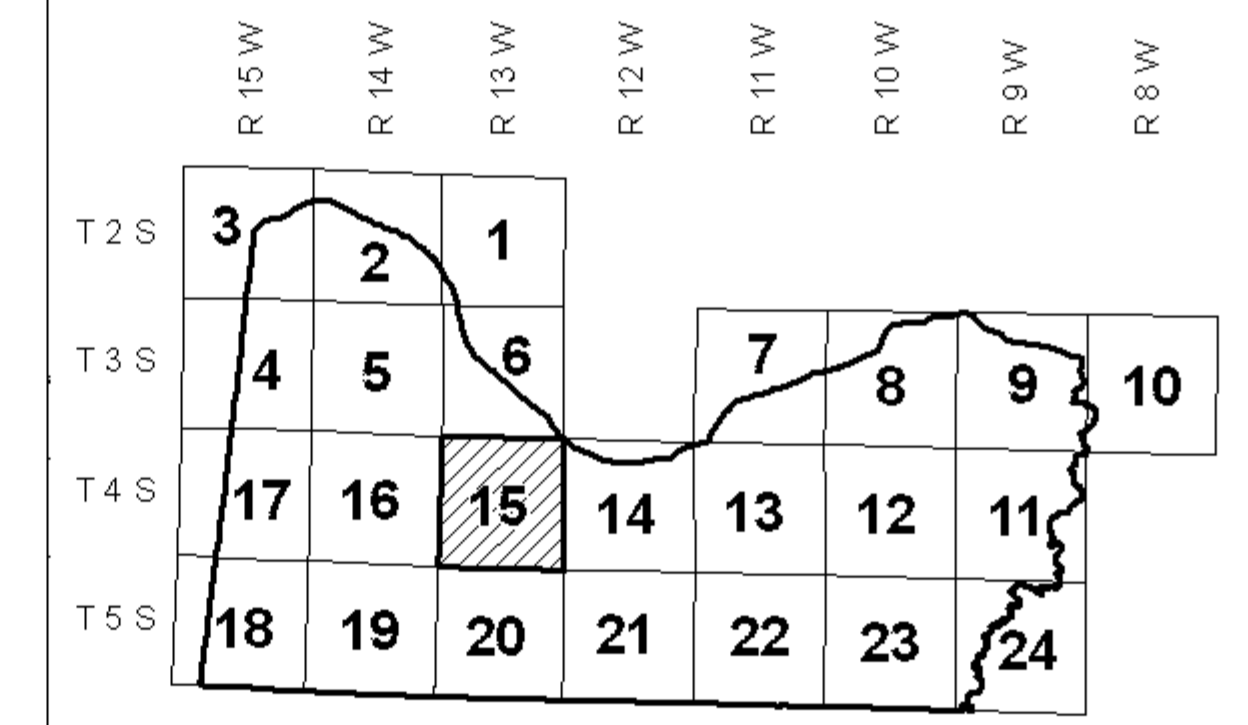 R 15 W R 14 W R 13 W R 12 W R 11 W R 10 W R 9 W R 8 W
T 2 S 3 2 1
T 3 S 4 5 6 7 8 9 10
T 4 S 17 16 15 14 13 12 11
T 5 S 18 19 20 21 22 23 24